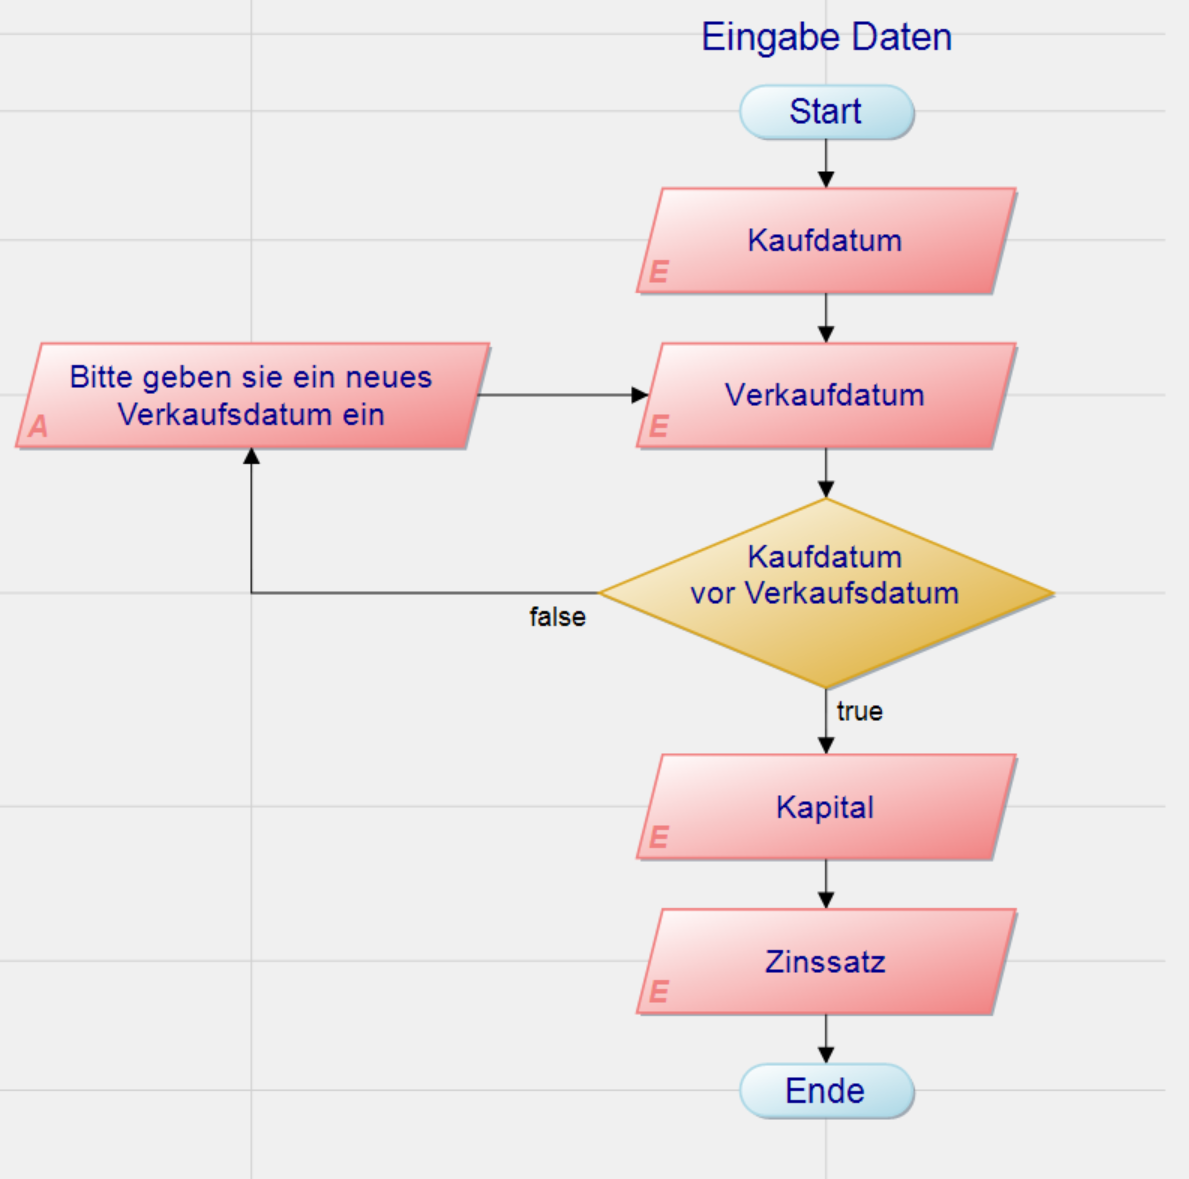 Eingabe Daten
Start
Kaufdatum
E
Bitte geben sie ein neues
Verkaufsdatum ein
A
Verkaufdatum
E
Kaufdatum
vor Verkaufsdatum
false
true
Kapital
E
Zinssatz
E
Ende